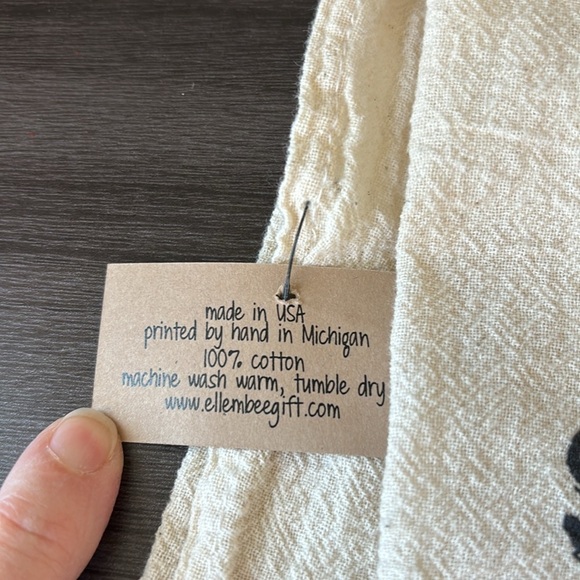 made in USA
printed by hand in Michigan
100% cotton
machine wash warm, tumble dry
www.ellembeegift.com